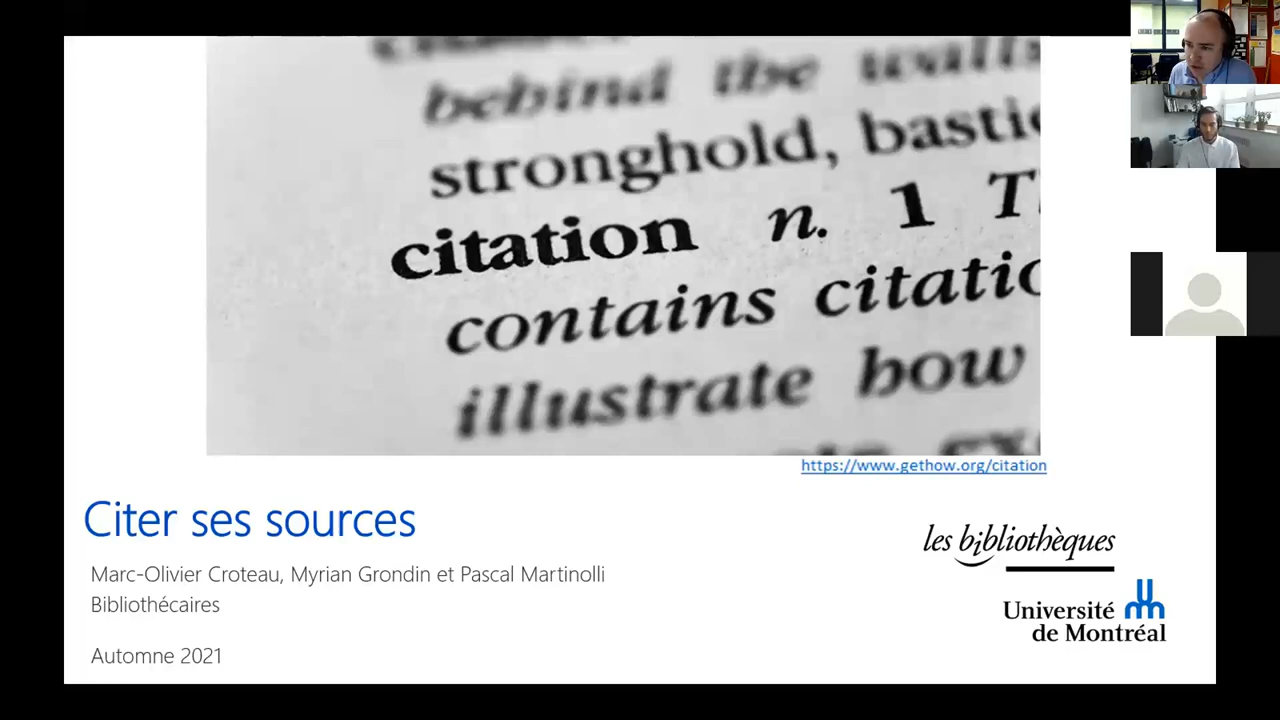 behind the walls
stronghold, bastio
citation n. 1 T
contains citatio
illustrate how
https://www.gethow.org/citation
Citer ses sources
Marc-Olivier Croteau, Myrian Grondin et Pascal Martinolli
Bibliothécaires
Automne 2021
les bibliothèques
Université
de Montréal